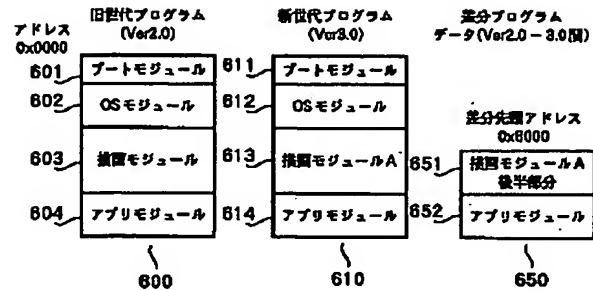 アドレス
0x0000
旧世代プログラム
(Ver2.0)
601
ブートモジュール
602
OSモジュール
603
描画モジュール
604
アプリモジュール
600
新世代プログラム
(Ver3.0)
611
ブートモジュール
612
OSモジュール
613
描画モジュールA
614
アプリモジュール
610
差分プログラム
データ(Ver2.0-3.0間)
差分先頭アドレス
0x6000
651
描画モジュールA
後半部分
652
アプリモジュール
650